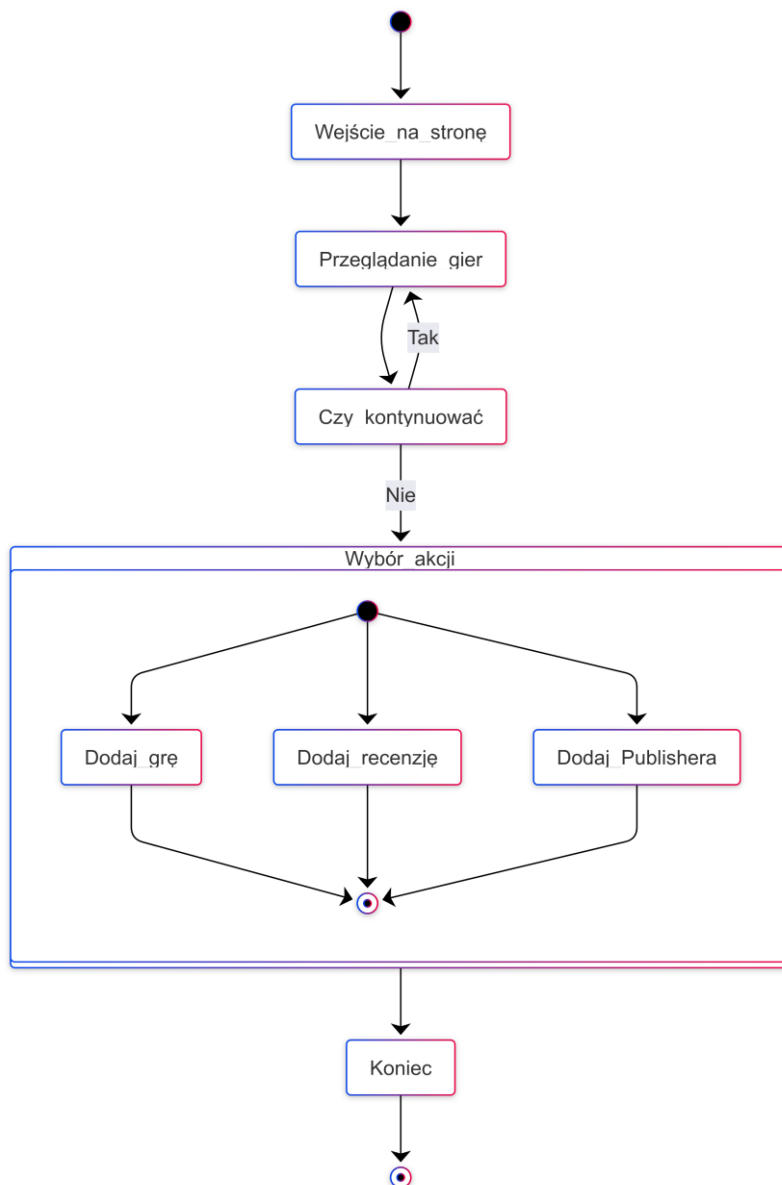 Wejście_na_stronę
Przeglądanie_gier
Tak
Czy_kontynuować
Nie
Wybór_akcji
Dodaj_grę
Dodaj_recenzję
Dodaj_Publishera
Koniec